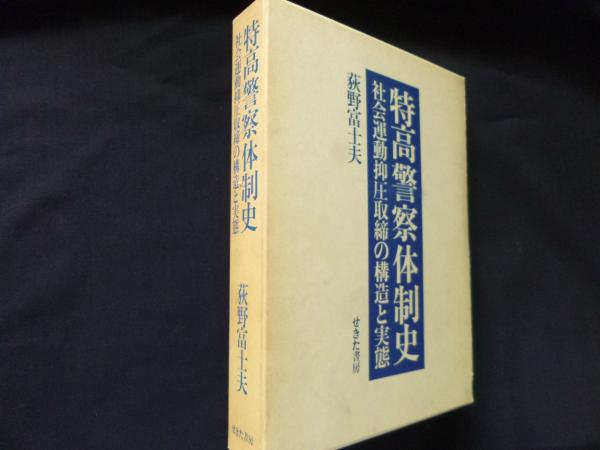 特高警察体制史
社会運動抑圧取締の構造と実態
荻野富士夫
せきた書房
特高警察体制史
社会運動抑圧取締の構造と実態
荻野富士夫
せきた書房